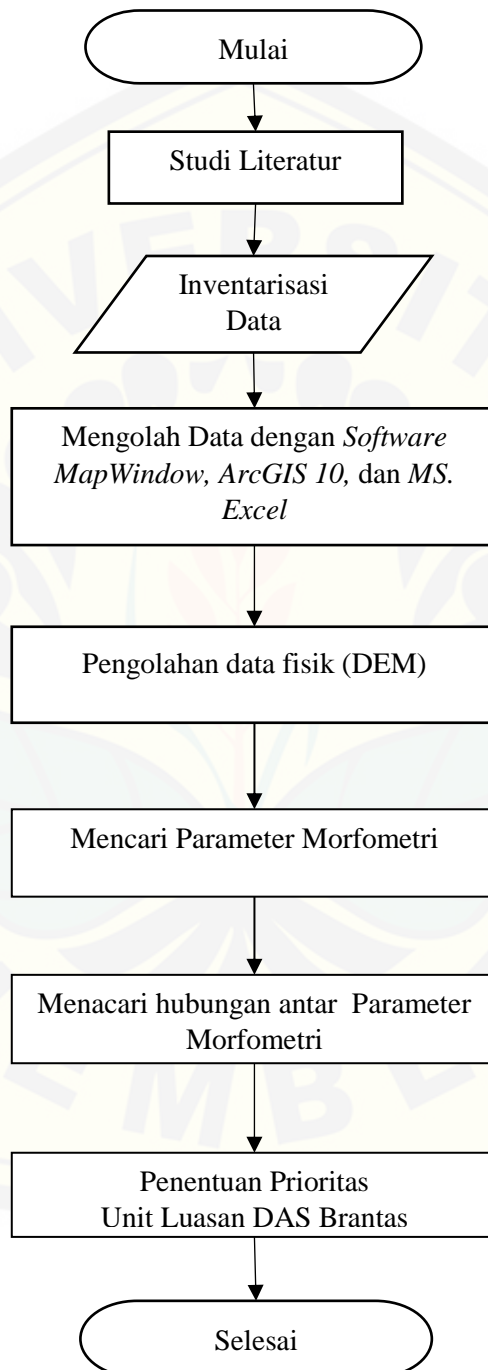 Mulai
Studi Literatur
Inventarisasi
Data
Mengolah Data dengan Software
MapWindow, ArcGIS 10, dan MS.
Excel
Pengolahan data fisik (DEM)
Mencari Parameter Morfometri
Menacari hubungan antar Parameter
Morfometri
Penentuan Prioritas
Unit Luasan DAS Brantas
Selesai